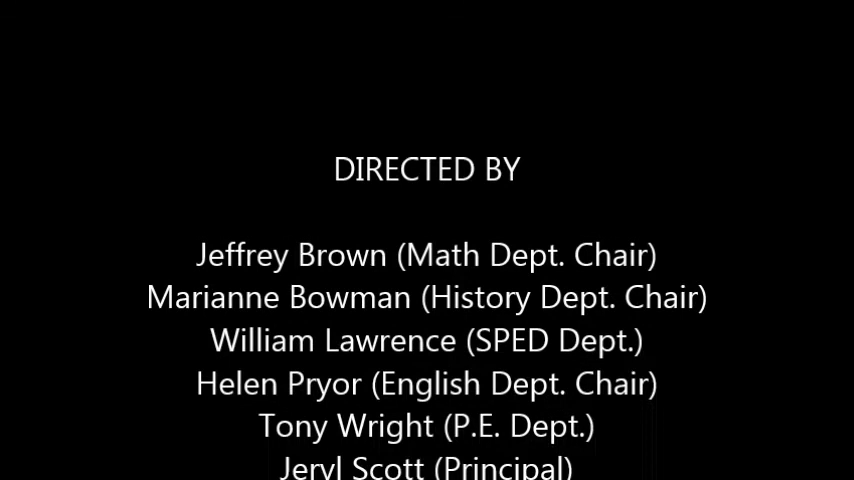 DIRECTED BY
Jeffrey Brown (Math Dept. Chair)
Marianne Bowman (History Dept. Chair)
William Lawrence (SPED Dept.)
Helen Pryor (English Dept. Chair)
Tony Wright (P.E. Dept.)
Jeryl Scott (Principal)